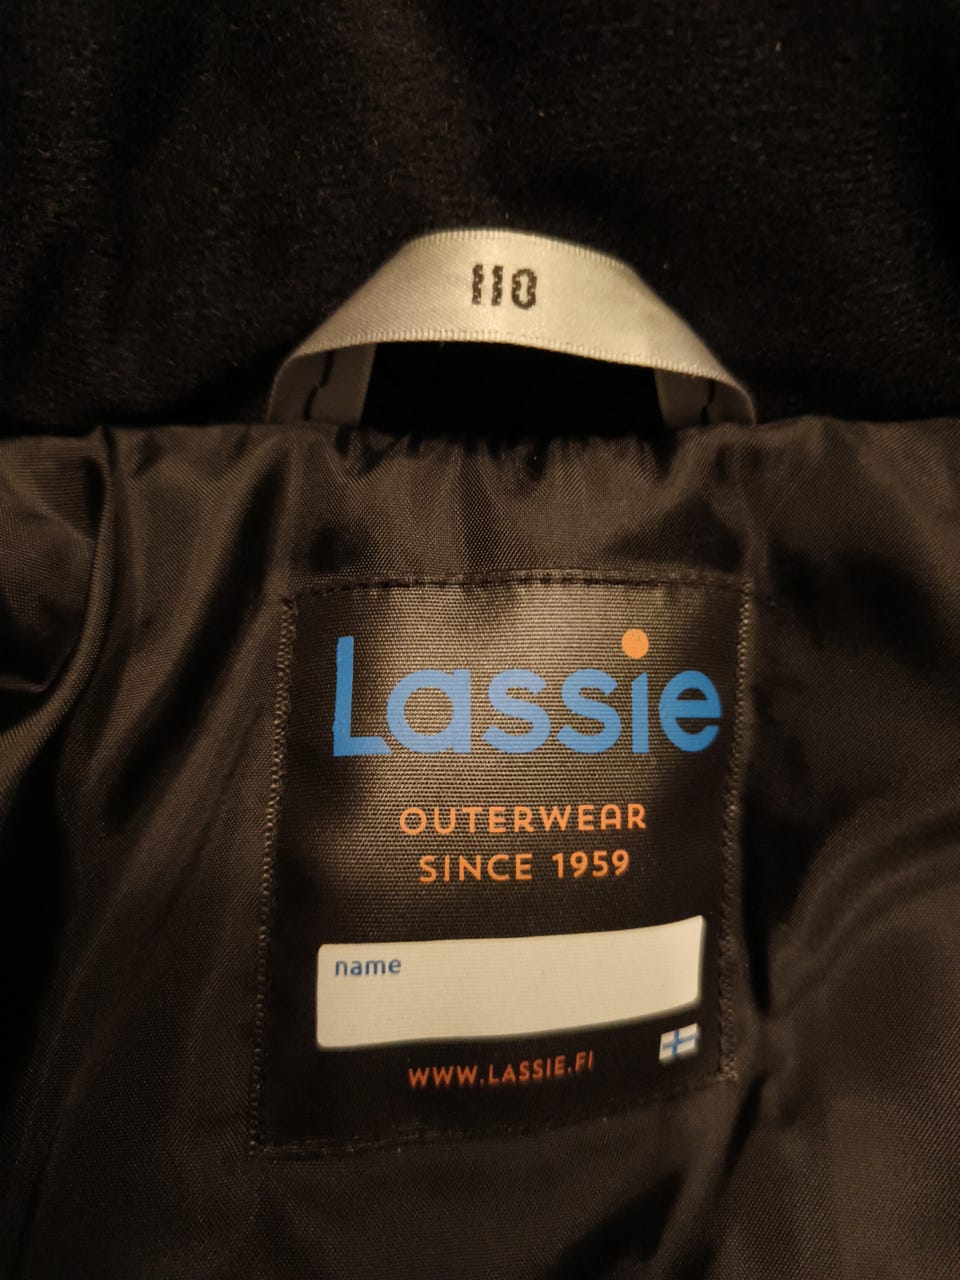 110
Lassie
OUTERWEAR
SINCE 1959
name
WWW.LASSIE.FI